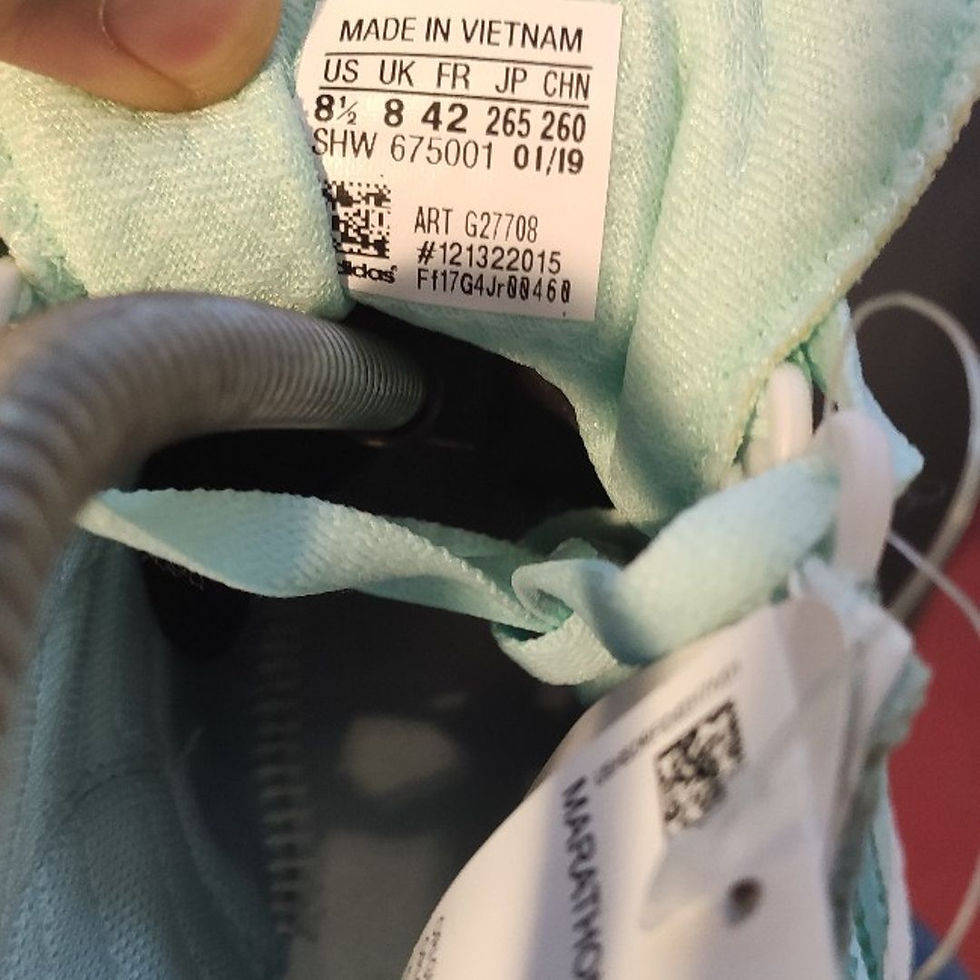 MADE IN VIETNAM
US UK FR JP CHN
8½ 8 42 265 260
SHW 675001 01/19
ART G27708
#121322015
adidas Ff17G4Jr00460
MARATHO